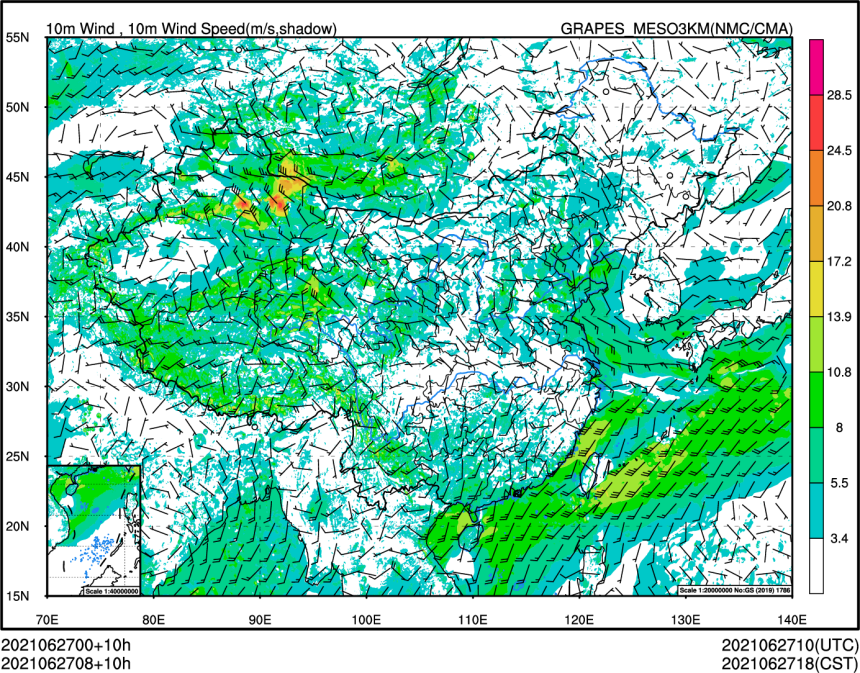 10m Wind , 10m Wind Speed(m/s,shadow) GRAPES_MESO3KM(NMC/CMA)
55N
50N
45N
40N
35N
30N
25N
20N
15N
28.5
24.5
20.8
17.2
13.9
10.8
8
5.5
3.4
Scale 1:40000000
Scale 1:20000000 No:GS (2019) 1786
70E 80E 90E 100E 110E 120E 130E 140E
2021062700+10h 2021062710(UTC)
2021062708+10h 2021062718(CST)